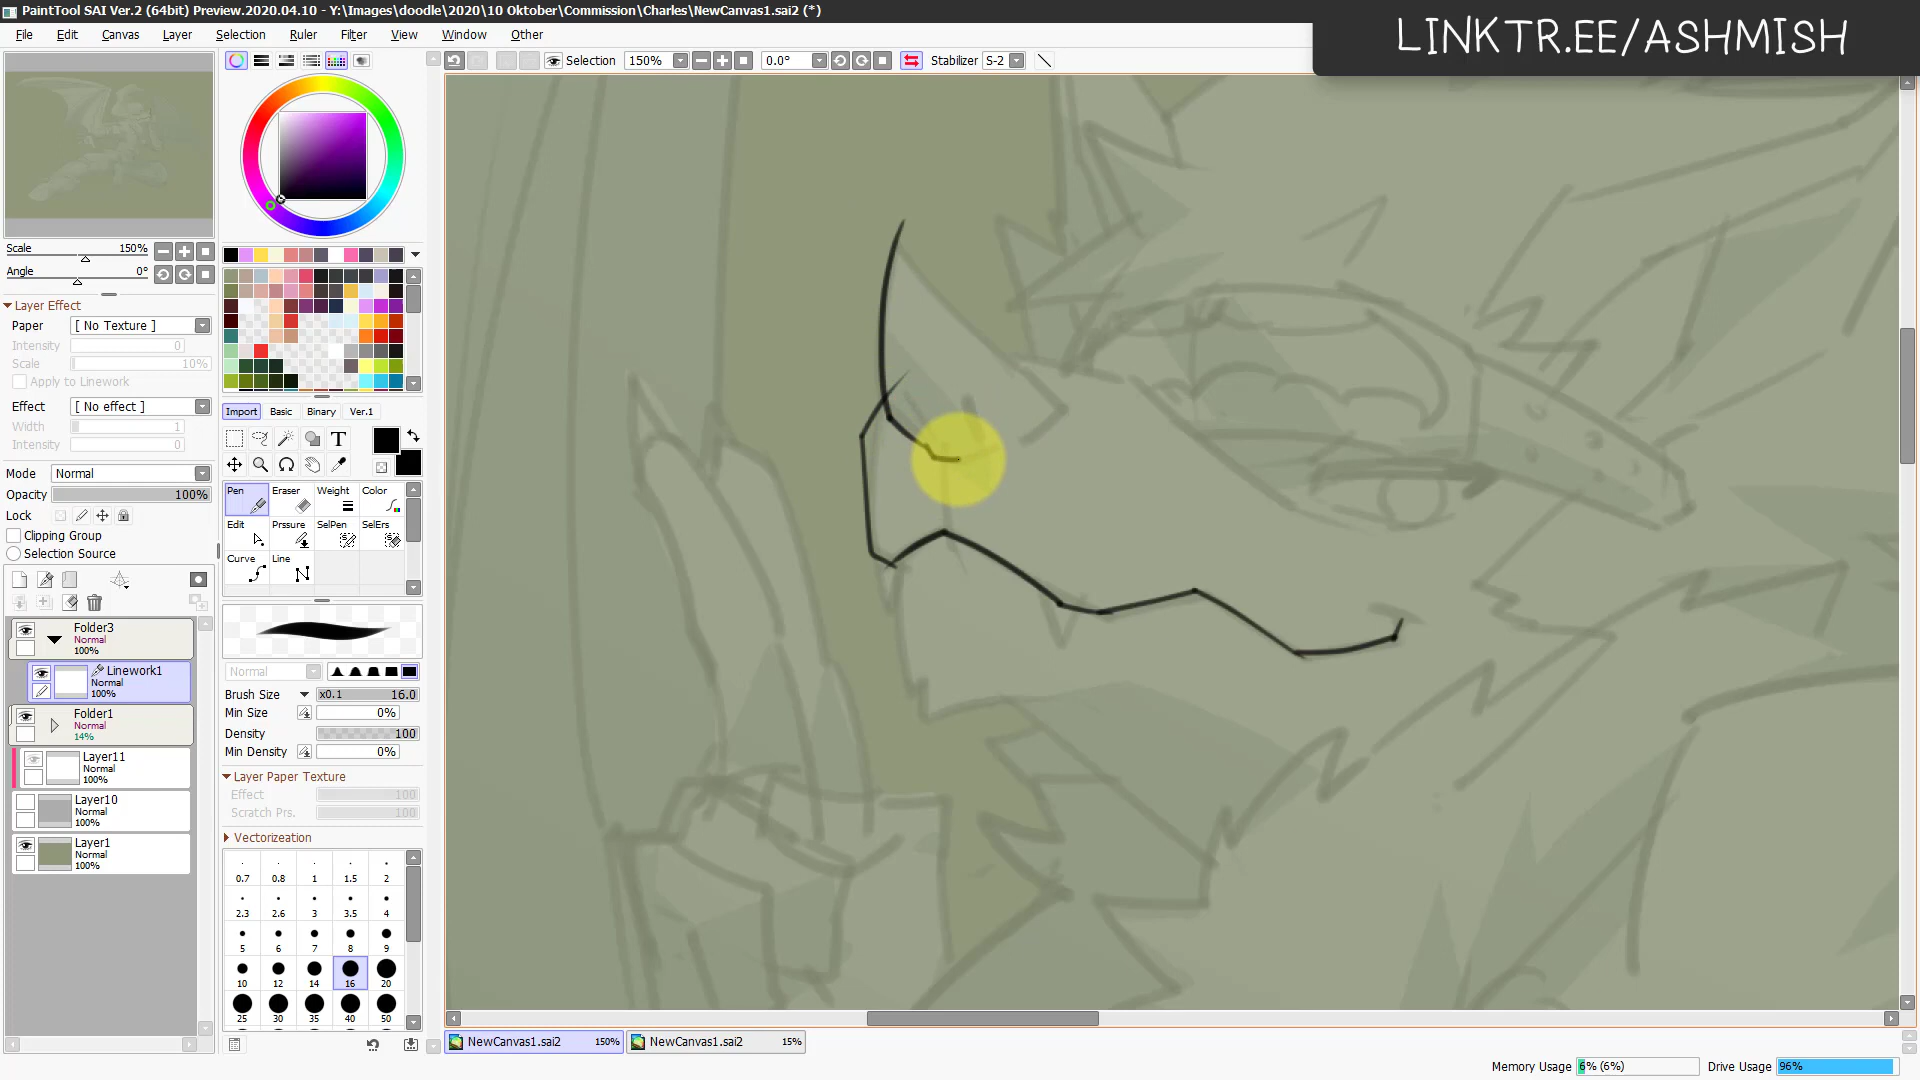 PaintTool SAI Ver.2 (64bit) Preview.2020.04.10 - Y:\Images\doodle\2020\10 Oktober\Commission\Charles\NewCanvas1.sai2 (*)
LINKTR.EE/ASHMISH
File Edit Canvas Layer Selection Ruler Filter View Window Other
Selection 150% 0.0° Stabilizer S-2
Scale 150%
Angle 0°
Layer Effect
Paper [ No Texture ]
Intensity 0
Scale 10%
Apply to Linework
Effect [ No effect ]
Width 1
Intensity 0
Mode Normal
Opacity 100%
Lock
Clipping Group
Selection Source
Folder3
Normal
100%
Linework1
Normal
100%
Folder1
Normal
14%
Layer11
Normal
100%
Layer10
Normal
100%
Layer1
Normal
100%
Import Basic Binary Ver.1
T
Pen Eraser Weight Color
Edit Prssure SelPen SelErs
Curve Line
Normal
Brush Size x0.1 16.0
Min Size 0%
Density 100
Min Density 0%
Layer Paper Texture
Effect 100
Scratch Prs. 100
Vectorizeation
0.7 0.8 1 1.5 2
2.3 2.6 3 3.5 4
5 6 7 8 9
10 12 14 16 20
25 30 35 40 50
NewCanvas1.sai2 150% NewCanvas1.sai2 15%
Memory Usage 6% (6%) Drive Usage 96%